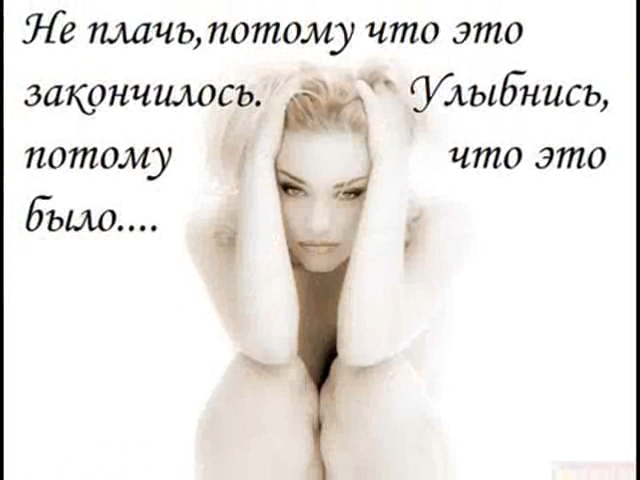 Не плачь,потому что это
закончилось. Улыбнись,
потому что это
было....